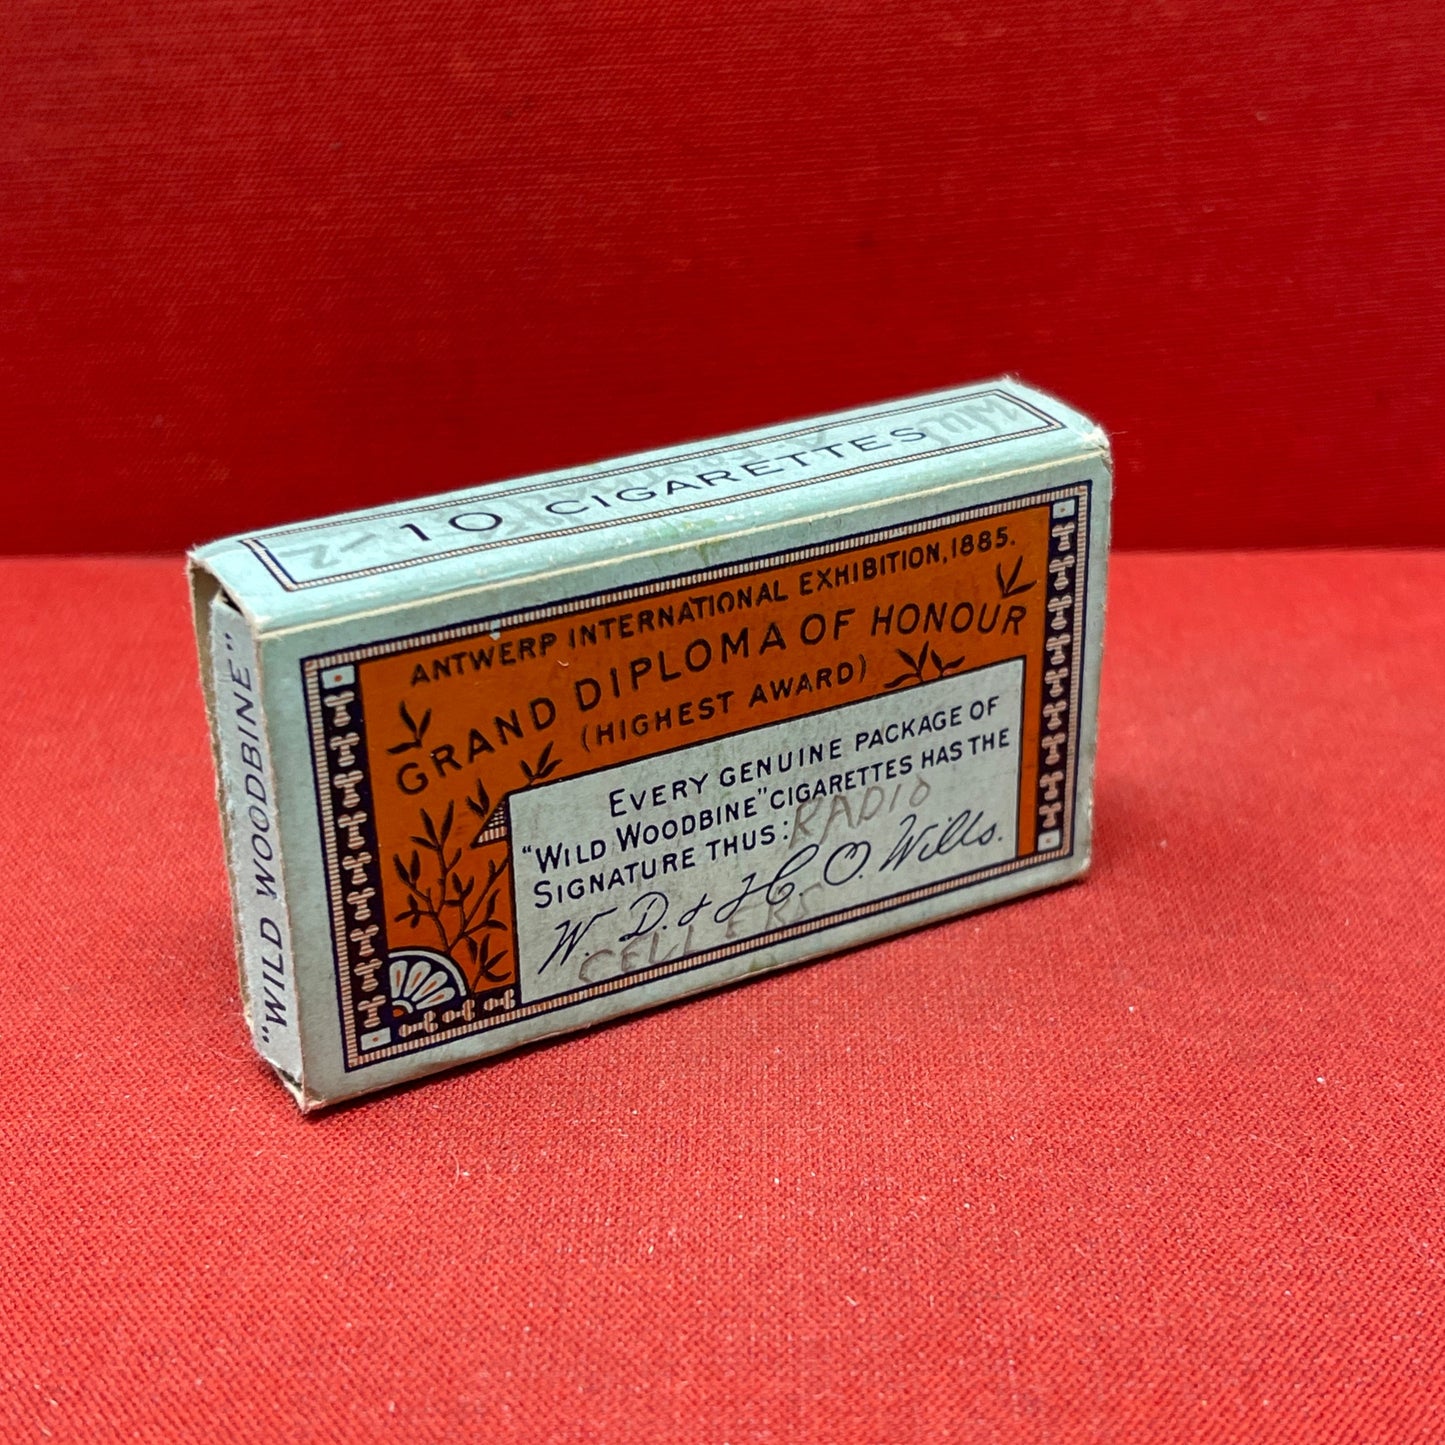 10 CIGARETTES
"WILD WOODBINE"
ANTWERP INTERNATIONAL EXHIBITION, 1885.
GRAND DIPLOMA OF HONOUR
(HIGHEST AWARD)
EVERY GENUINE PACKAGE OF
"WILD WOODBINE" CIGARETTES HAS THE
SIGNATURE THUS:
RADIO
W. D. & H. O. Wills.
CELLERS